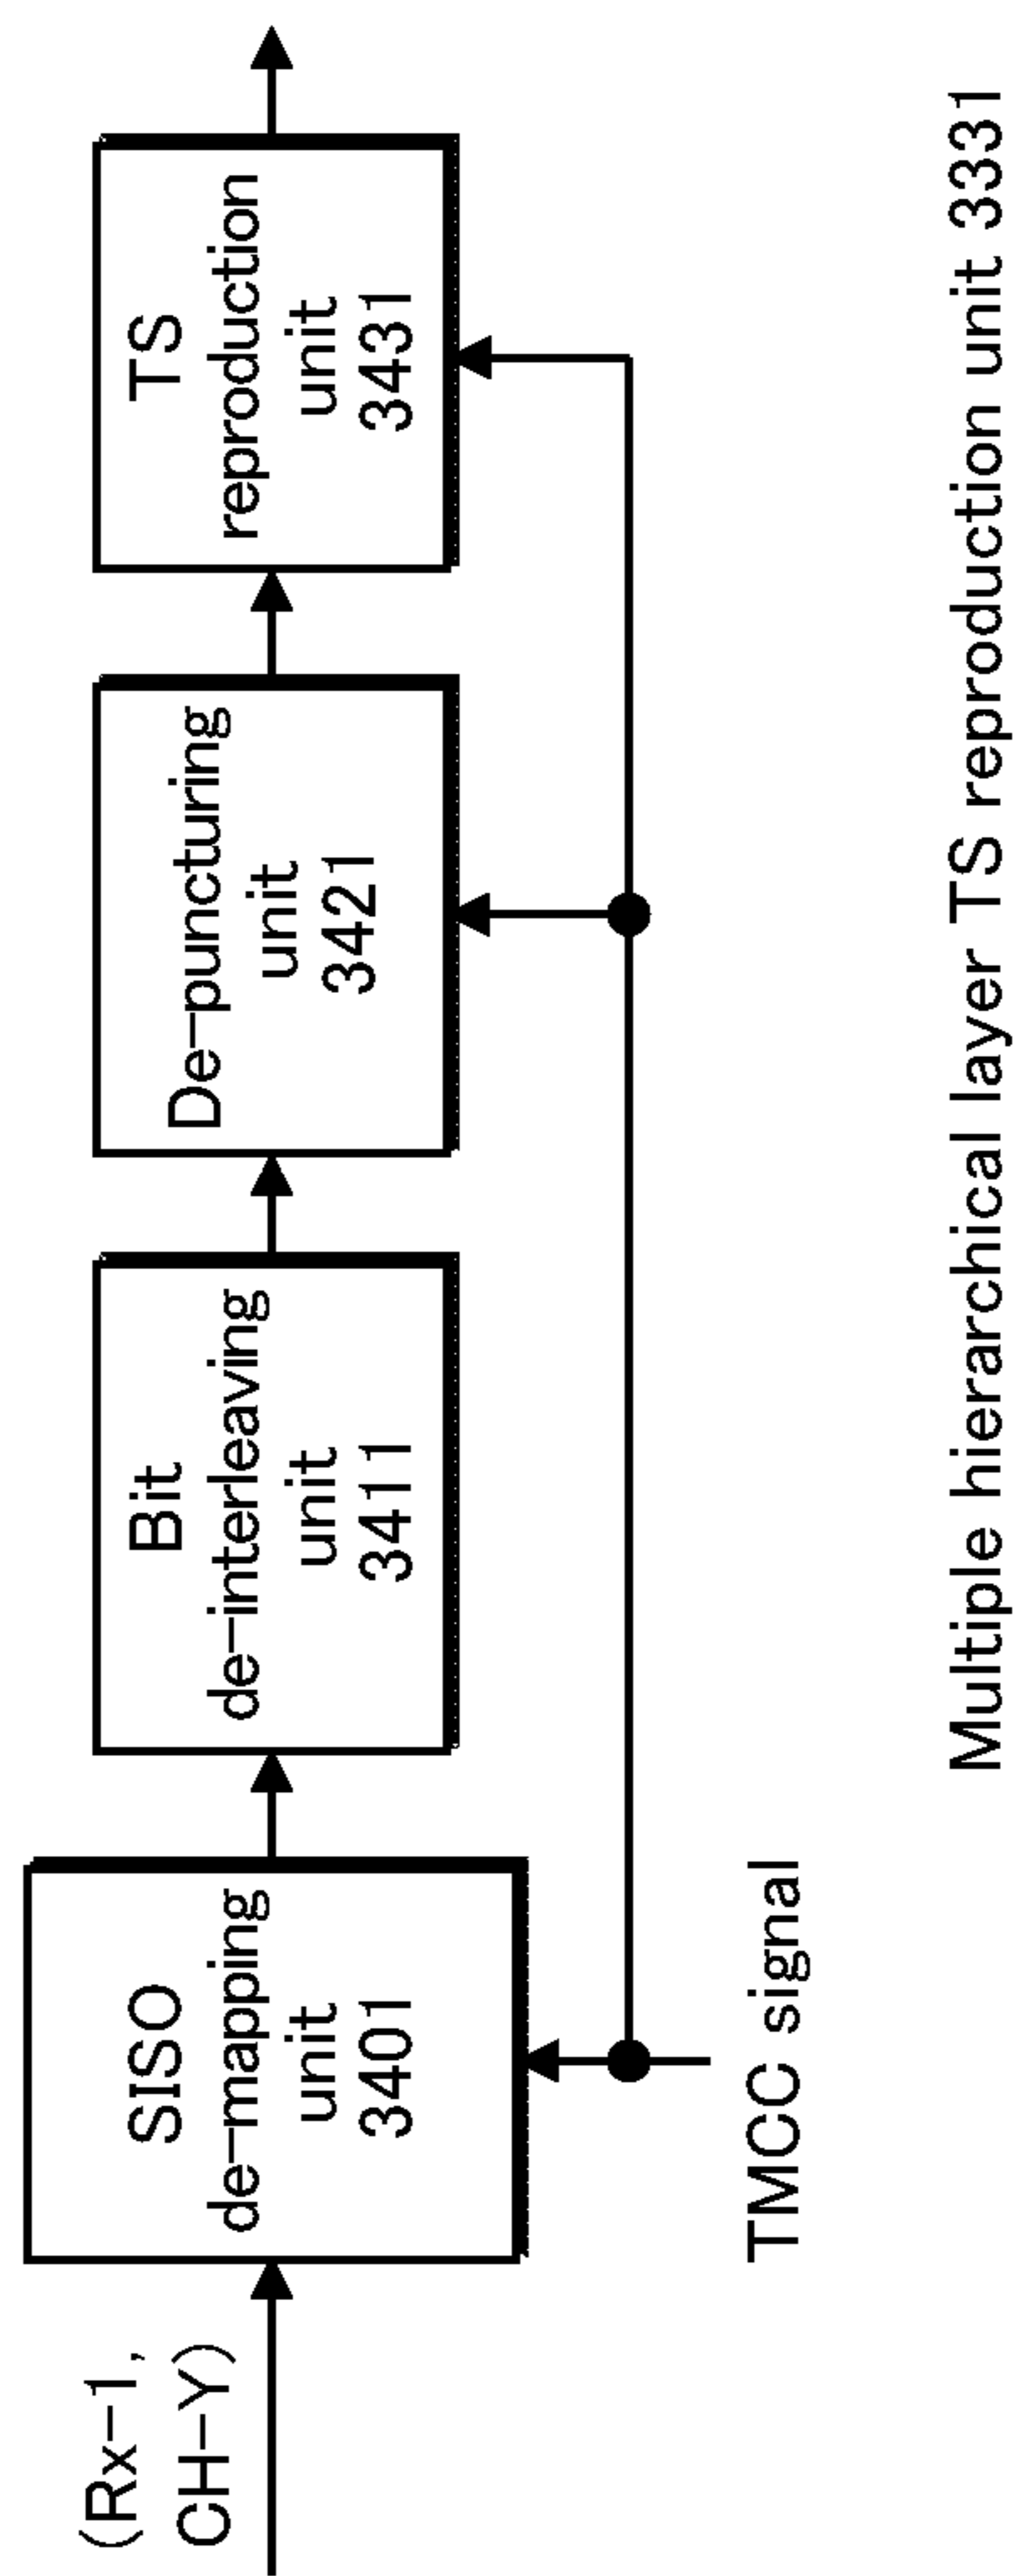 (Rx-1,
CH-Y)
SISO
de-mapping
unit
3401
Bit
de-interleaving
unit
3411
De-puncturing
unit
3421
TS
reproduction
unit
3431
TMCC signal
Multiple hierarchical layer TS reproduction unit 3331